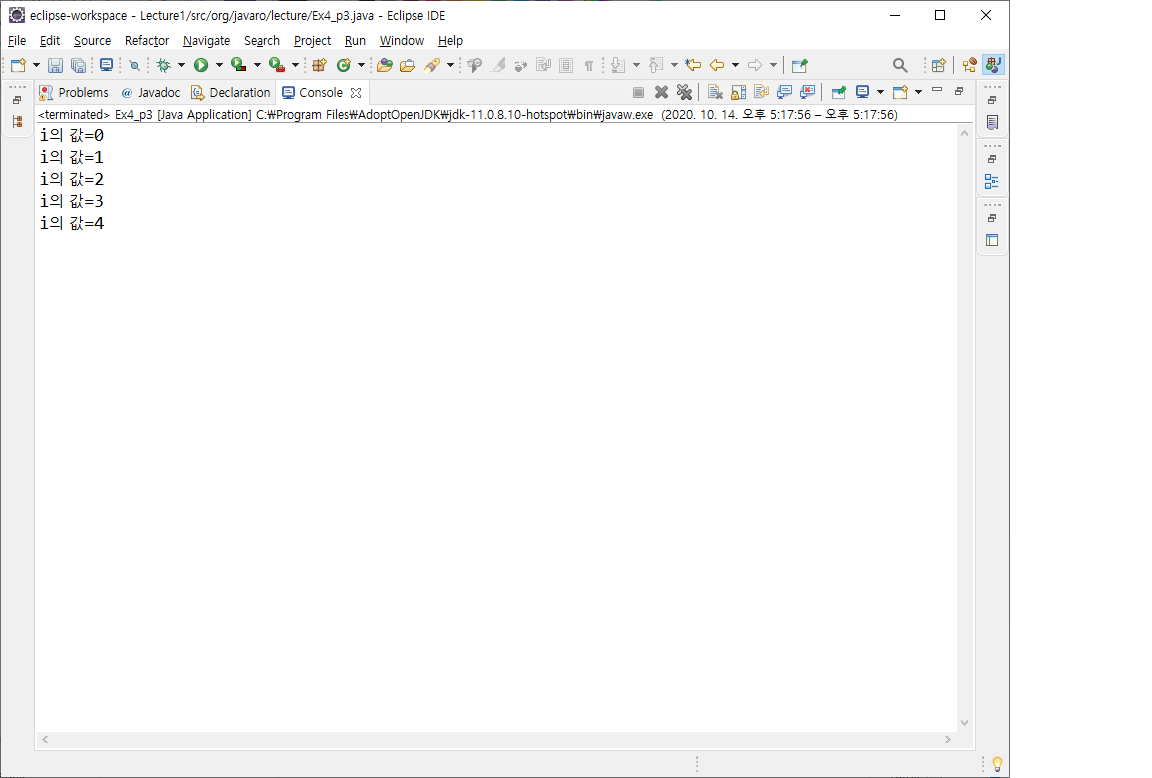 eclipse-workspace - Lecture1/src/org/javaro/lecture/Ex4_p3.java - Eclipse IDE
File Edit Source Refactor Navigate Search Project Run Window Help
Problems @ Javadoc Declaration Console
<terminated> Ex4_p3 [Java Application] C:₩Program Files₩AdoptOpenJDK₩jdk-11.0.8.10-hotspot₩bin₩javaw.exe (2020. 10. 14. 오후 5:17:56 – 오후 5:17:56)
i의 값=0
i의 값=1
i의 값=2
i의 값=3
i의 값=4